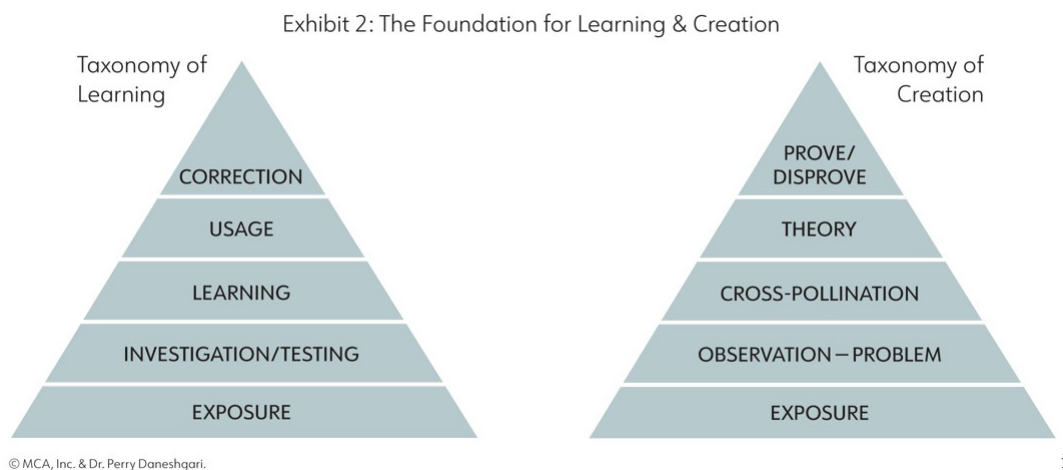 Exhibit 2: The Foundation for Learning & Creation
Taxonomy of
Learning
CORRECTION
USAGE
LEARNING
INVESTIGATION/TESTING
EXPOSURE
Taxonomy of
Creation
PROVE/
DISPROVE
THEORY
CROSS-POLLINATION
OBSERVATION – PROBLEM
EXPOSURE
© MCA, Inc. & Dr. Perry Daneshgari.